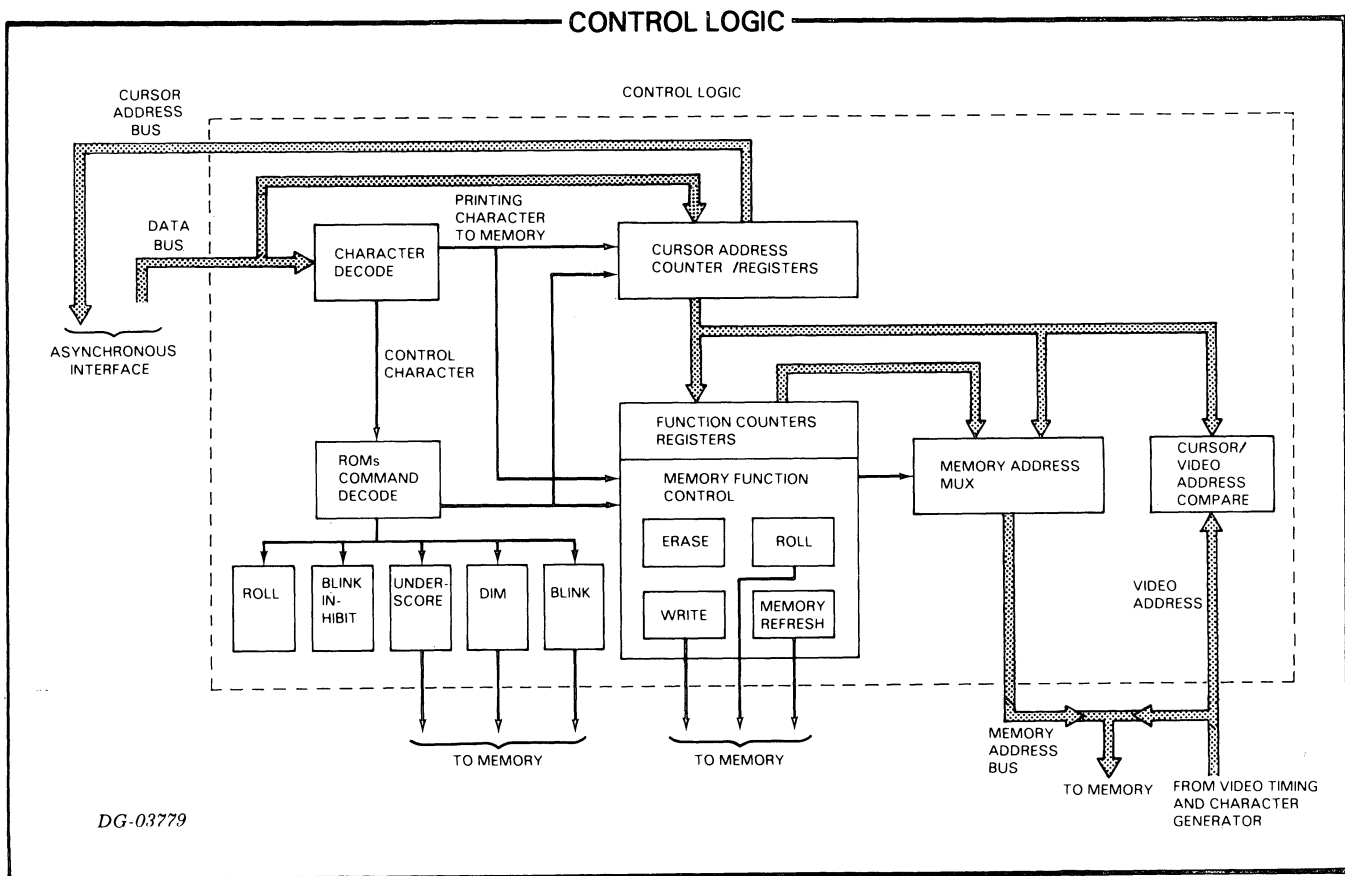 CONTROL LOGIC
CURSOR
ADDRESS
BUS
CONTROL LOGIC
DATA
BUS
PRINTING
CHARACTER
TO MEMORY
CHARACTER
DECODE
CURSOR ADDRESS
COUNTER /REGISTERS
ASYNCHRONOUS
INTERFACE
CONTROL
CHARACTER
FUNCTION COUNTERS
REGISTERS
ROMs
COMMAND
DECODE
MEMORY FUNCTION
CONTROL
MEMORY ADDRESS
MUX
CURSOR/
VIDEO
ADDRESS
COMPARE
ERASE
ROLL
ROLL
BLINK
IN-
HIBIT
UNDER-
SCORE
DIM
BLINK
WRITE
MEMORY
REFRESH
VIDEO
ADDRESS
TO MEMORY
TO MEMORY
MEMORY
ADDRESS
BUS
TO MEMORY
FROM VIDEO TIMING
AND CHARACTER
GENERATOR
DG-03779